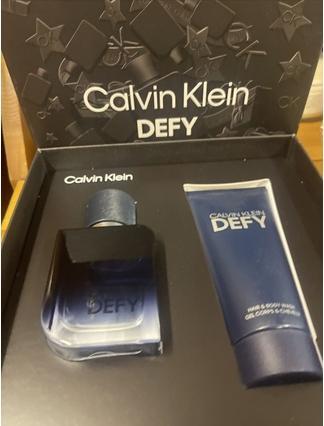 Calvin Klein
DEFY
Calvin Klein
DEFY
CALVIN KLEIN
DEFY
HAIR & BODY WASH
GEL CORPS & CHEVEUX